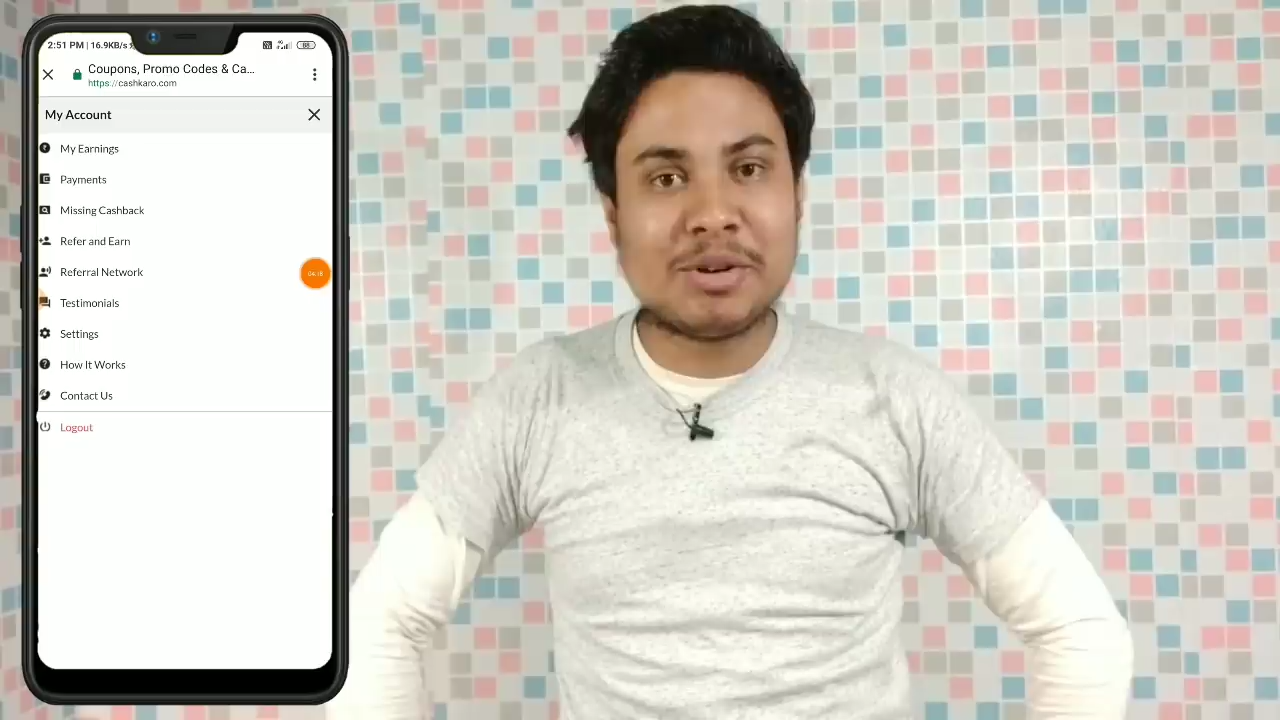 2:51 PM | 16.9KB/s
Coupons, Promo Codes & Ca...
https://cashkaro.com
My Account
My Earnings
Payments
Missing Cashback
Refer and Earn
Referral Network
Testimonials
Settings
How It Works
Contact Us
Logout